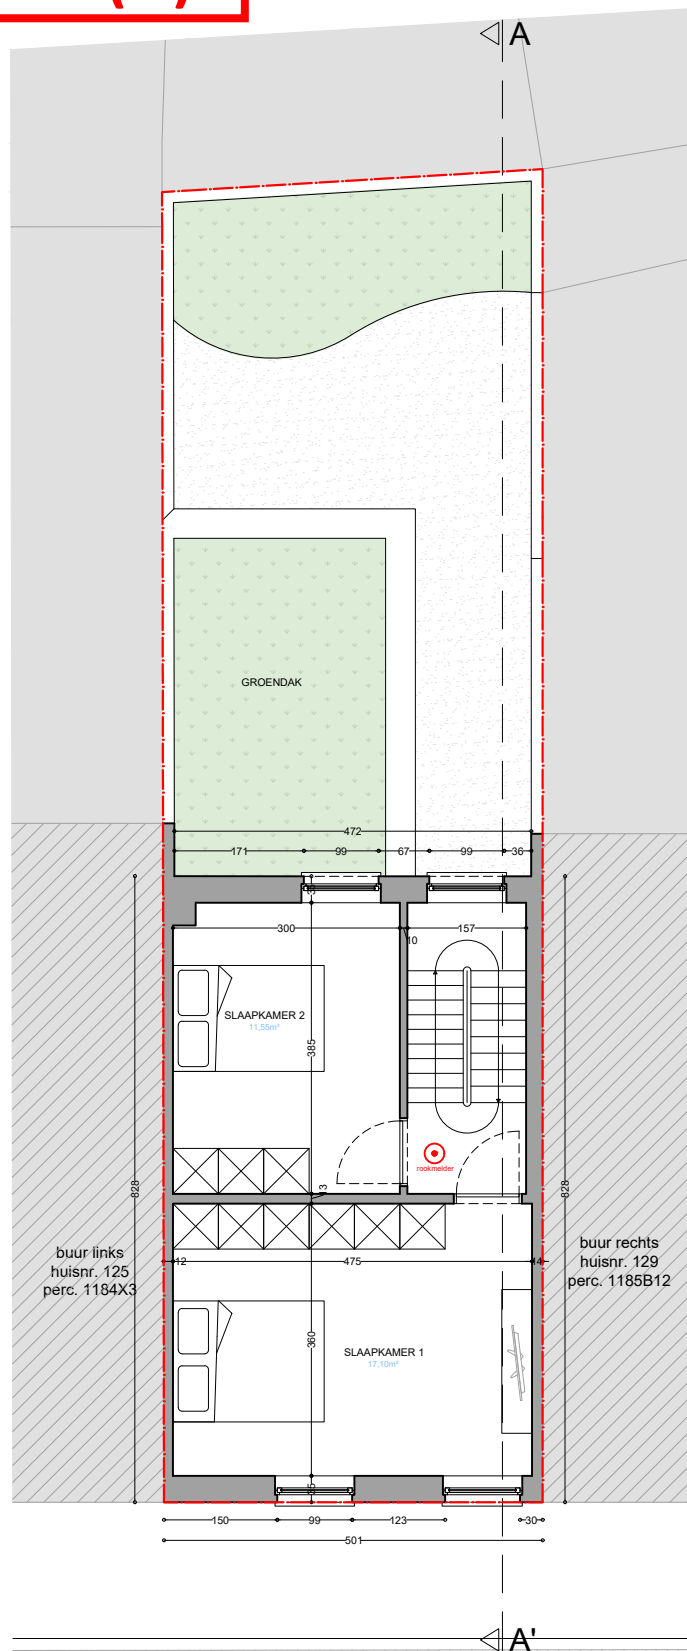 A
GROENDAK
472
171
99
67
99
36
300
157
10
SLAAPKAMER 2
11,55m²
385
rookmelder
13
828
828
buur links
huisnr. 125
perc. 1184X3
buur rechts
huisnr. 129
perc. 1185B12
12
475
14
360
SLAAPKAMER 1
17,10m²
35
150
99
123
30
501
A'